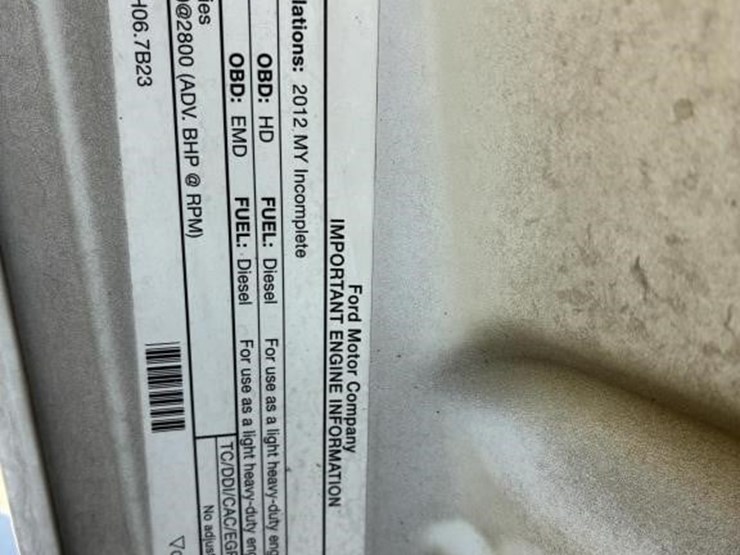 Ford Motor Company
IMPORTANT ENGINE INFORMATION
lations: 2012 MY Incomplete
OBD: HD FUEL: Diesel For use as a light heavy-duty eng
OBD: EMD FUEL: Diesel For use as a light heavy-duty en
TC/DDI/CAC/EGR
ies
@2800 (ADV. BHP @ RPM)
No adjus
H06.7B23